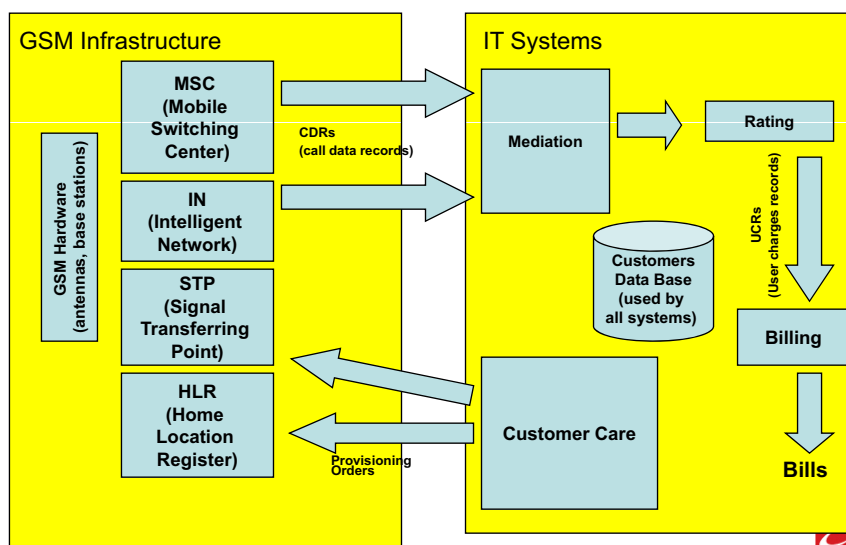 GSM Infrastructure
MSC
(Mobile
Switching
Center)
IN
(Intelligent
Network)
STP
(Signal
Transferring
Point)
HLR
(Home
Location
Register)
GSM Hardware
(antennas, base stations)
CDRs
(call data records)
Provisioning
Orders
IT Systems
Mediation
Rating
UCRs
(User charges records)
Customers
Data Base
(used by
all systems)
Billing
Customer Care
Bills